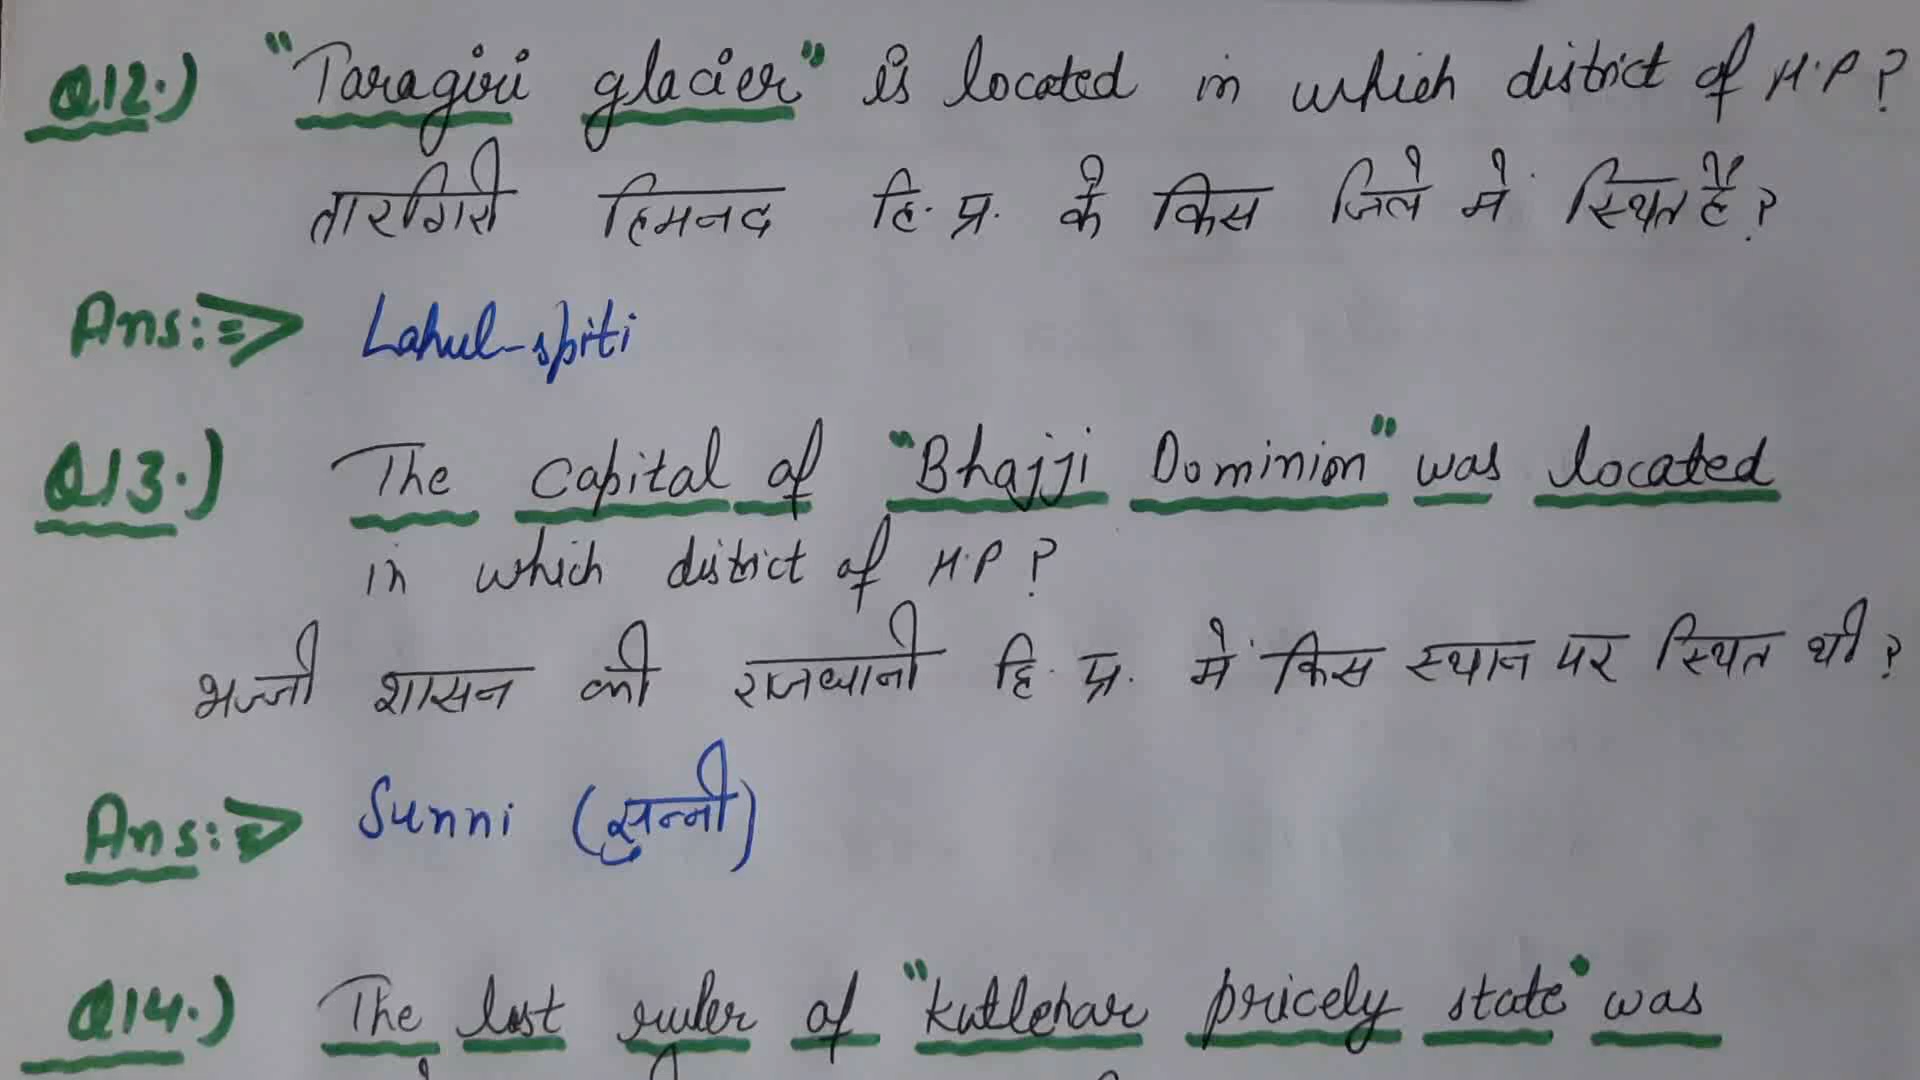 Q12.) "Taragiri glacier" is located in which district of H.P?
तारागिरी हिमनद हि. प्र. के किस जिले में स्थित है?
Ans:=> Lahul-spiti
Q13.) The capital of "Bhajji Dominion" was located
in which district of H.P?
भज्जी शासन की राजधानी हि. प्र. में किस स्थान पर स्थित थी?
Ans:=> Sunni (सुन्नी)
Q14.) The last ruler of "kutlehar pricely state" was